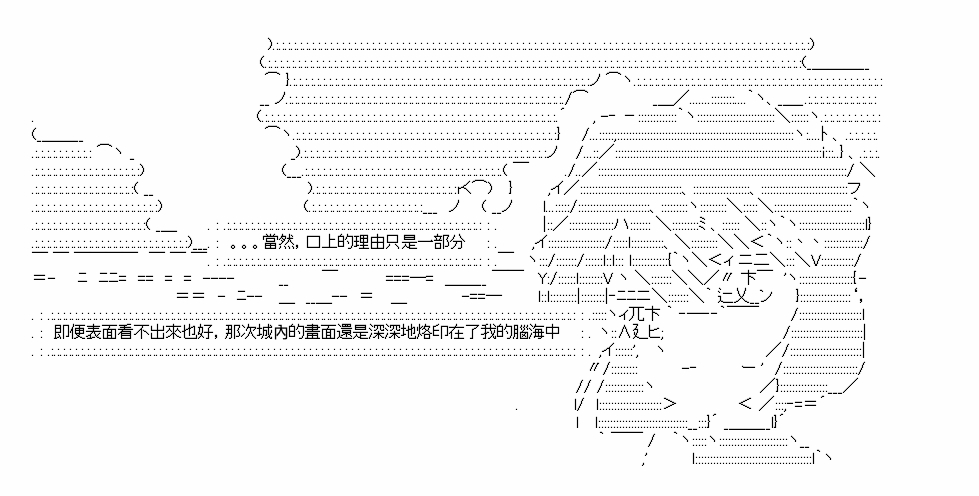 。。。當然，口上的理由只是一部分
即便表面看不出來也好，那次城內的畫面還是深深地烙印在了我的腦海中